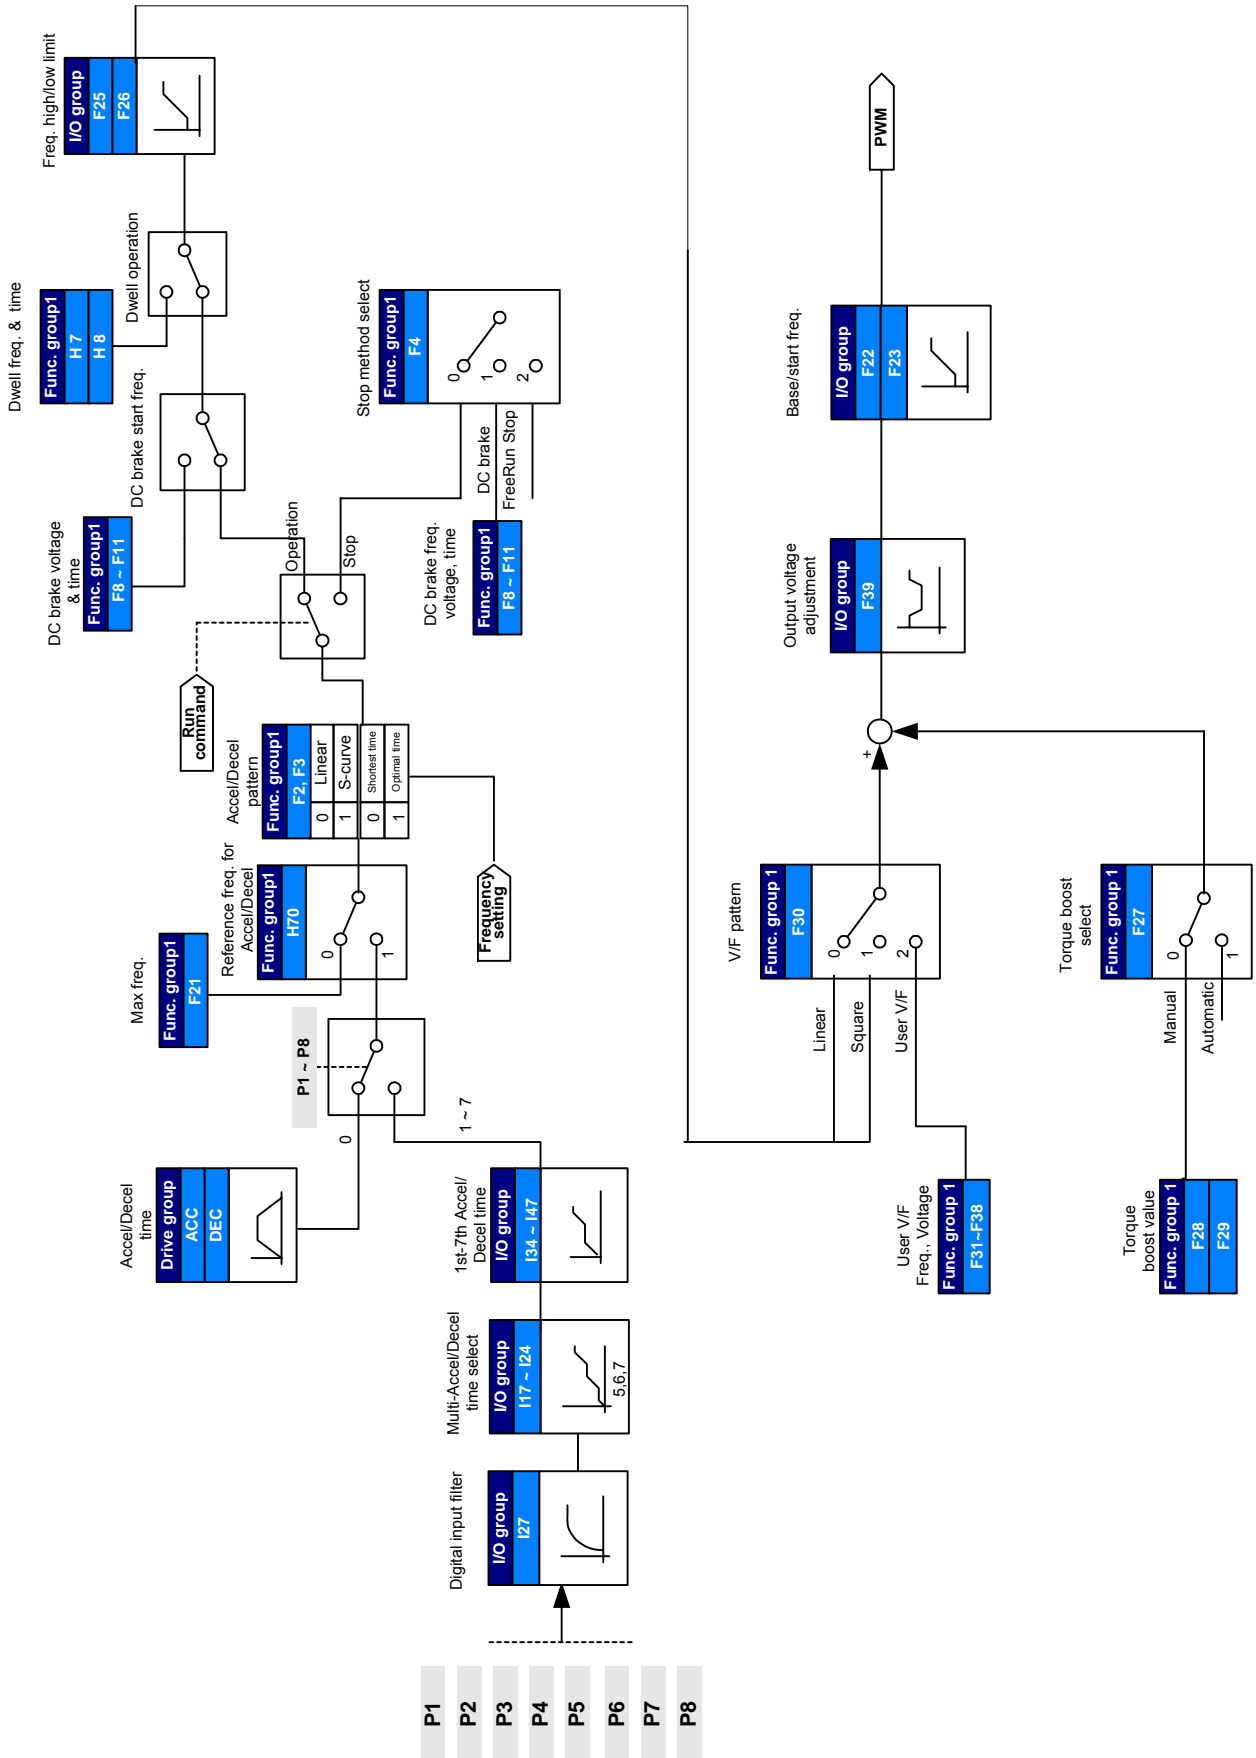 P1
P2
P3
P4
P5
P6
P7
P8
Digital input filter
I/O group
I27
Multi-Accel/Decel
time select
I/O group
I17 ~ I24
5,6,7
Accel/Decel
time
Drive group
ACC
DEC
1st-7th Accel/
Decel time
I/O group
I34 ~ I47
0
1 ~ 7
P1 ~ P8
Max freq.
Func. group1
F21
Reference freq. for
Accel/Decel
Func. group1
H70
0
1
Accel/Decel
pattern
Func. group1
F2, F3
0
Linear
1
S-curve
0
Shortest time
1
Optimal time
Frequency
setting
Run
command
Operation
Stop
DC brake voltage
& time
Func. group1
F8 ~ F11
DC brake start freq.
DC brake freq.
voltage, time
Func. group1
F8 ~ F11
DC brake
FreeRun Stop
Stop method select
Func. group1
F4
0
1
2
Dwell freq. & time
Func. group1
H 7
H 8
Dwell operation
Freq. high/low limit
I/O group
F25
F26
User V/F
Freq., Voltage
Func. group 1
F31~F38
Linear
Square
User V/F
V/F pattern
Func. group 1
F30
0
1
2
+
Torque
boost value
Func. group 1
F28
F29
Manual
Automatic
Torque boost
select
Func. group 1
F27
0
1
Output voltage
adjustment
I/O group
F39
Base/start freq.
I/O group
F22
F23
PWM